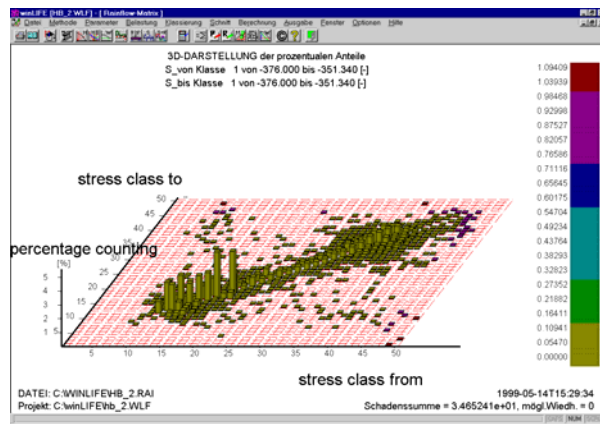 winLIFE [HB_2.WLF] - [ Rainflow-Matrix ]
Datei Methode Parameter Belastung Klassierung Schnitt Berechnung Ausgabe Fenster Optionen Hilfe
3D-DARSTELLUNG der prozentualen Anteile
S_von Klasse 1 von -376.000 bis -351.340 [-]
S_bis Klasse 1 von -376.000 bis -351.340 [-]
1.09409
1.03939
0.98468
0.92998
0.87527
0.82057
0.76586
0.71116
0.65645
0.60175
0.54704
0.49234
0.43764
0.38293
0.32823
0.27352
0.21882
0.16411
0.10941
0.05470
0.00000
stress class to
50
45
40
35
30
25
20
15
10
5
percentage counting
[%]
5
4
3
2
1
5 10 15 20 25 30 35 40 45 50
stress class from
DATEI: C:\WINLIFE\HB_2.RAI
1999-05-14T15:29:34
Projekt: C:\winLIFE\hb_2.WLF
Schadenssumme = 3.465241e+01, mögl.Wiedh. = 0
NUM